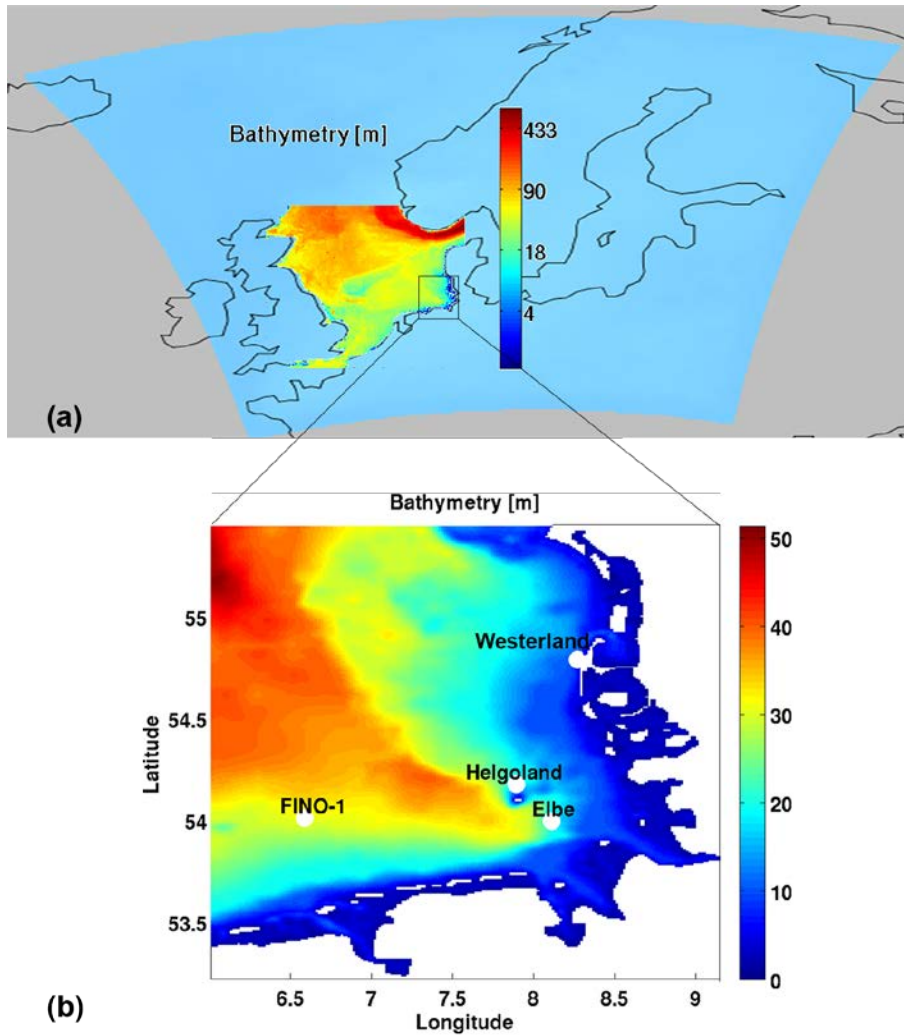 Bathymetry [m]
433
90
18
4
(a)
Bathymetry [m]
50
40
30
20
10
0
55
54.5
54
53.5
Latitude
Westerland
Helgoland
FINO-1
Elbe
6.5 7 7.5 8 8.5 9
Longitude
(b)